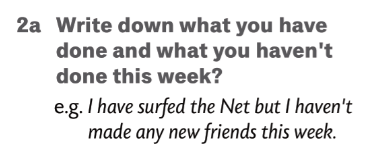 2a Write down what you have
done and what you haven't
done this week?
e.g. I have surfed the Net but I haven't
made any new friends this week.